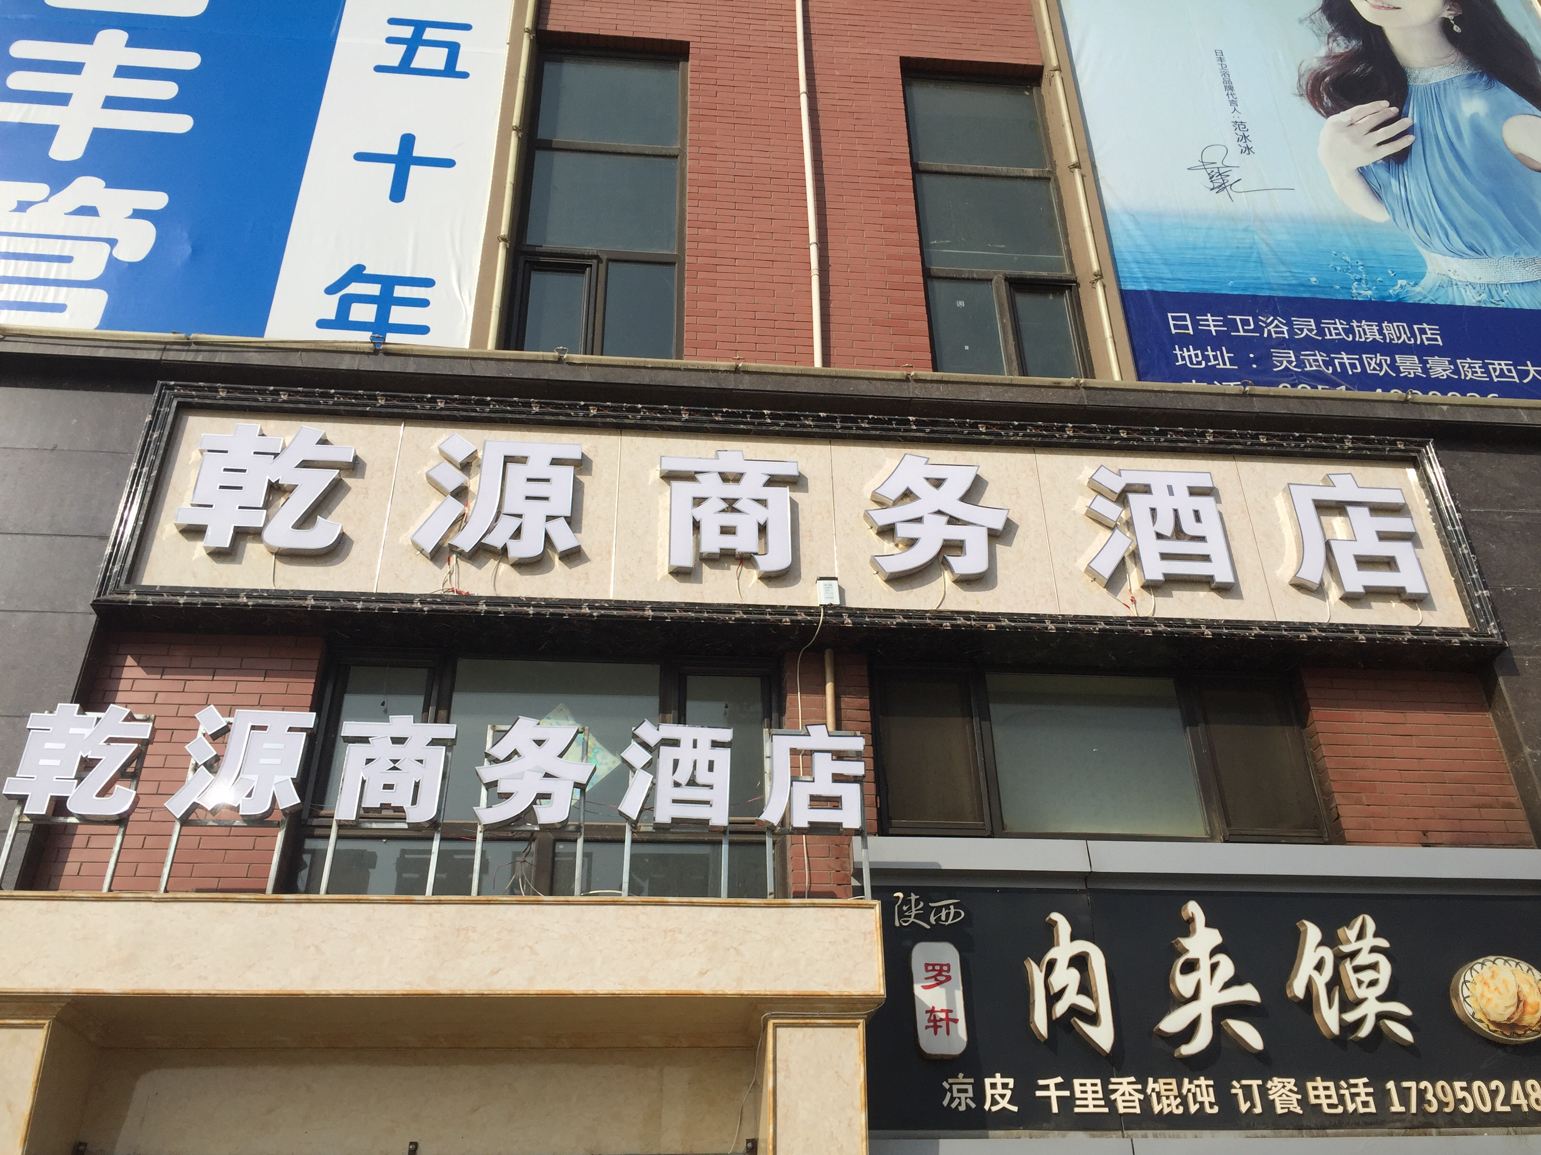 丰管
五十年
日丰卫浴品牌代言人：范冰冰
日丰卫浴灵武旗舰店
地址：灵武市欧景豪庭西大
乾源商务酒店
乾源商务酒店
陕西
罗轩
肉夹馍
凉皮 千里香馄饨 订餐电话 173950248